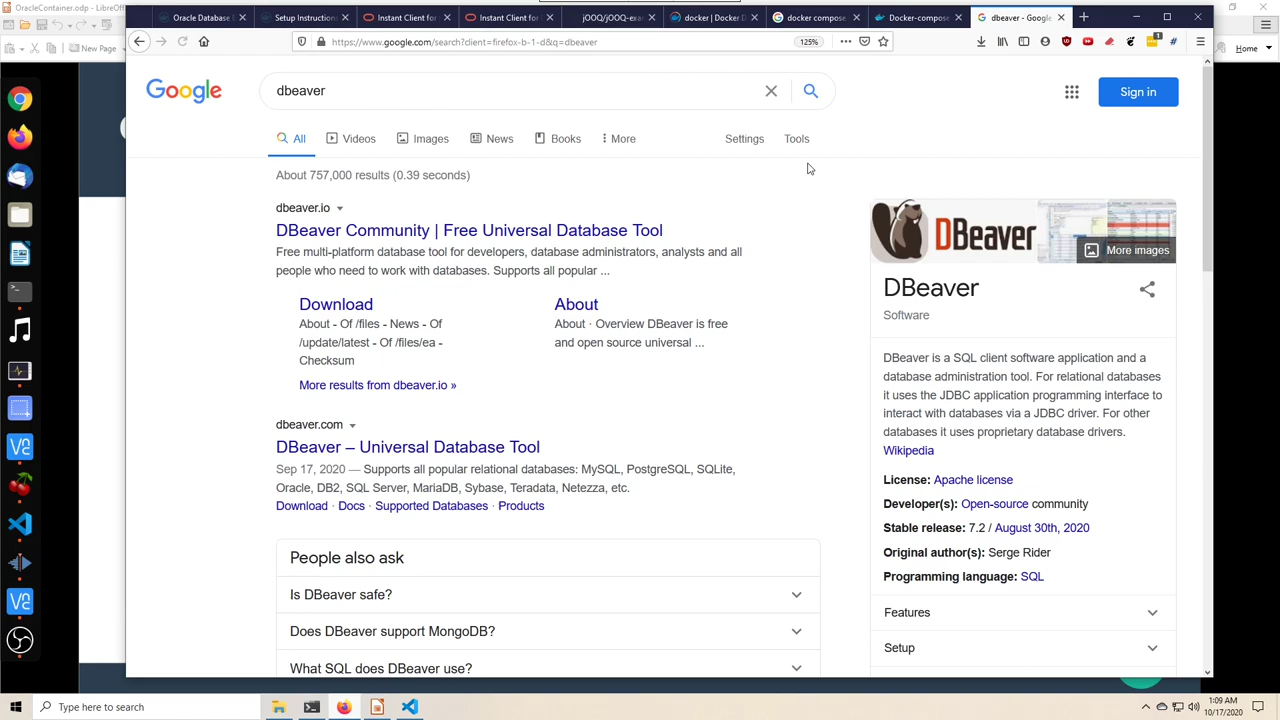 OracleContainer.odp - LibreOff
Oracle Database E
Setup Instructions
Instant Client for
Instant Client for I
jOOQ/jOOQ-exam
docker | Docker D
docker compose
Docker-compose
dbeaver - Google
https://www.google.com/search?client=firefox-b-1-d&q=dbeaver
125%
1
New Page
Home
Google
dbeaver
Sign in
All
Videos
Images
News
Books
More
Settings
Tools
About 757,000 results (0.39 seconds)
dbeaver.io
DBeaver Community | Free Universal Database Tool
Free multi-platform database tool for developers, database administrators, analysts and all
people who need to work with databases. Supports all popular ...
Download
About - Of /files - News - Of
/update/latest - Of /files/ea -
Checksum
About
About · Overview DBeaver is free
and open source universal ...
More results from dbeaver.io »
dbeaver.com
DBeaver – Universal Database Tool
Sep 17, 2020 — Supports all popular relational databases: MySQL, PostgreSQL, SQLite,
Oracle, DB2, SQL Server, MariaDB, Sybase, Teradata, Netezza, etc.
Download · Docs · Supported Databases · Products
People also ask
Is DBeaver safe?
Does DBeaver support MongoDB?
What SQL does DBeaver use?
DBeaver
More images
DBeaver
Software
DBeaver is a SQL client software application and a
database administration tool. For relational databases
it uses the JDBC application programming interface to
interact with databases via a JDBC driver. For other
databases it uses proprietary database drivers.
Wikipedia
License: Apache license
Developer(s): Open-source community
Stable release: 7.2 / August 30th, 2020
Original author(s): Serge Rider
Programming language: SQL
Features
Setup
Type here to search
1:09 AM
10/17/2020